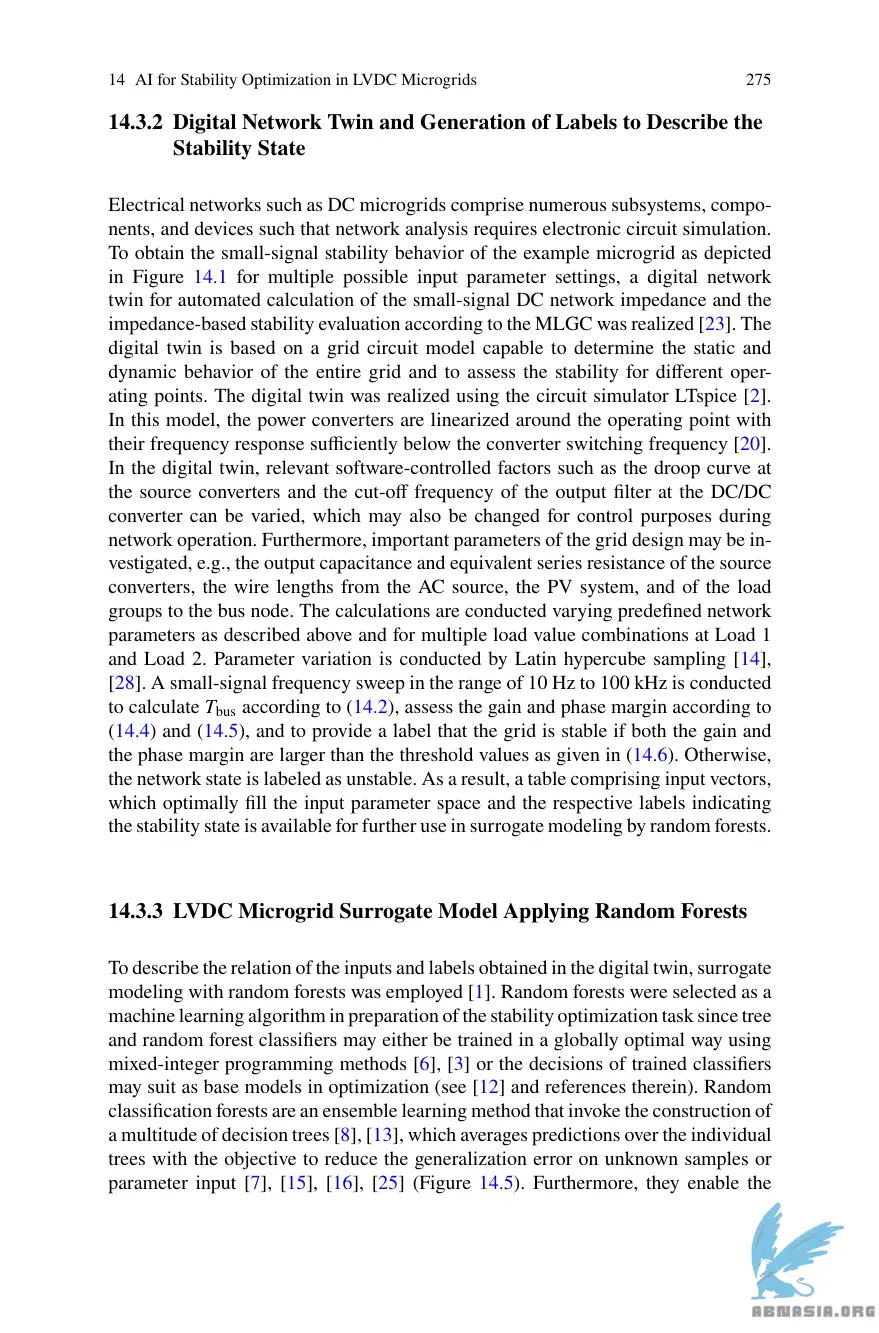 14 AI for Stability Optimization in LVDC Microgrids 275
14.3.2 Digital Network Twin and Generation of Labels to Describe the
Stability State
Electrical networks such as DC microgrids comprise numerous subsystems, compo-
nents, and devices such that network analysis requires electronic circuit simulation.
To obtain the small-signal stability behavior of the example microgrid as depicted
in Figure 14.1 for multiple possible input parameter settings, a digital network
twin for automated calculation of the small-signal DC network impedance and the
impedance-based stability evaluation according to the MLGC was realized [23]. The
digital twin is based on a grid circuit model capable to determine the static and
dynamic behavior of the entire grid and to assess the stability for different oper-
ating points. The digital twin was realized using the circuit simulator LTspice [2].
In this model, the power converters are linearized around the operating point with
their frequency response sufficiently below the converter switching frequency [20].
In the digital twin, relevant software-controlled factors such as the droop curve at
the source converters and the cut-off frequency of the output filter at the DC/DC
converter can be varied, which may also be changed for control purposes during
network operation. Furthermore, important parameters of the grid design may be in-
vestigated, e.g., the output capacitance and equivalent series resistance of the source
converters, the wire lengths from the AC source, the PV system, and of the load
groups to the bus node. The calculations are conducted varying predefined network
parameters as described above and for multiple load value combinations at Load 1
and Load 2. Parameter variation is conducted by Latin hypercube sampling [14],
[28]. A small-signal frequency sweep in the range of 10 Hz to 100 kHz is conducted
to calculate Tbus according to (14.2), assess the gain and phase margin according to
(14.4) and (14.5), and to provide a label that the grid is stable if both the gain and
the phase margin are larger than the threshold values as given in (14.6). Otherwise,
the network state is labeled as unstable. As a result, a table comprising input vectors,
which optimally fill the input parameter space and the respective labels indicating
the stability state is available for further use in surrogate modeling by random forests.
14.3.3 LVDC Microgrid Surrogate Model Applying Random Forests
To describe the relation of the inputs and labels obtained in the digital twin, surrogate
modeling with random forests was employed [1]. Random forests were selected as a
machine learning algorithm in preparation of the stability optimization task since tree
and random forest classifiers may either be trained in a globally optimal way using
mixed-integer programming methods [6], [3] or the decisions of trained classifiers
may suit as base models in optimization (see [12] and references therein). Random
classification forests are an ensemble learning method that invoke the construction of
a multitude of decision trees [8], [13], which averages predictions over the individual
trees with the objective to reduce the generalization error on unknown samples or
parameter input [7], [15], [16], [25] (Figure 14.5). Furthermore, they enable the
ABNASIA.ORG